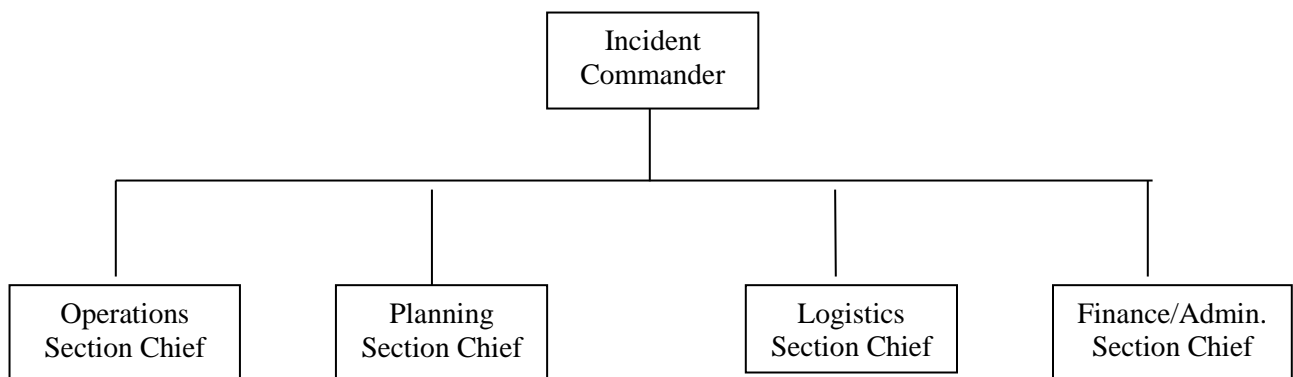 Incident
Commander
Operations
Section Chief
Planning
Section Chief
Logistics
Section Chief
Finance/Admin.
Section Chief